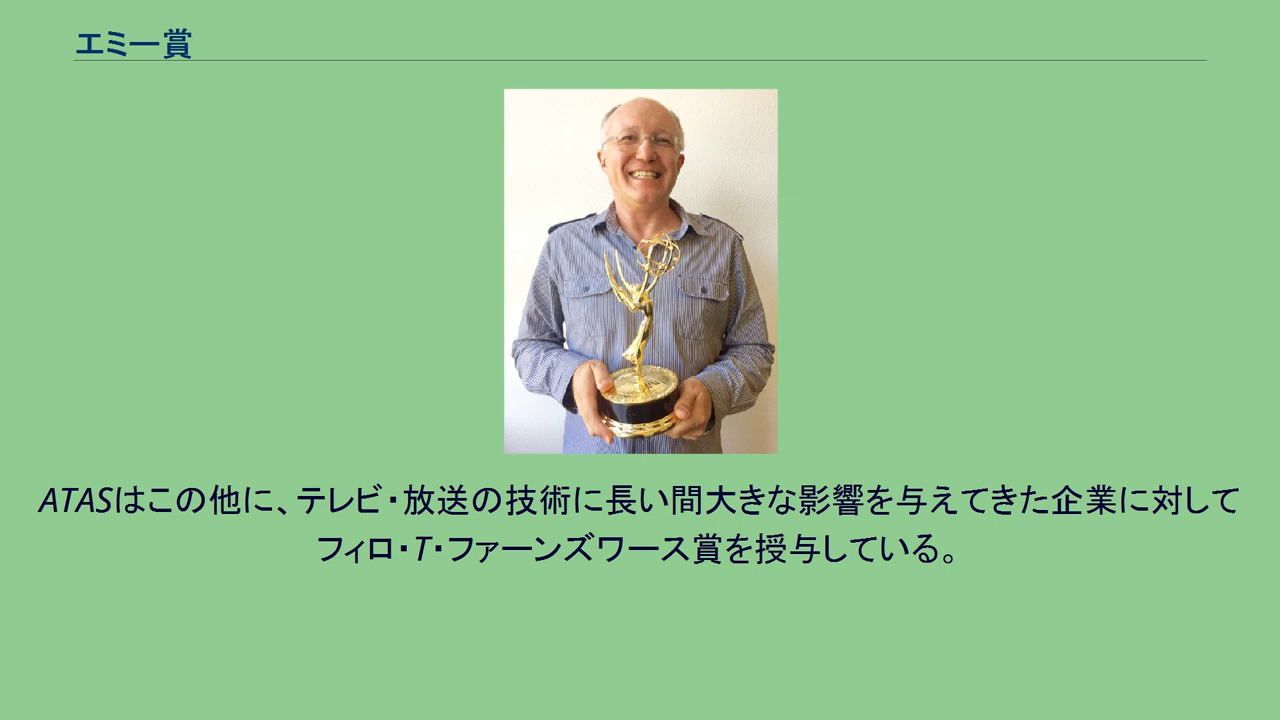 エミー賞
ATASはこの他に、テレビ・放送の技術に長い間大きな影響を与えてきた企業に対して
フィロ・T・ファーンズワース賞を授与している。